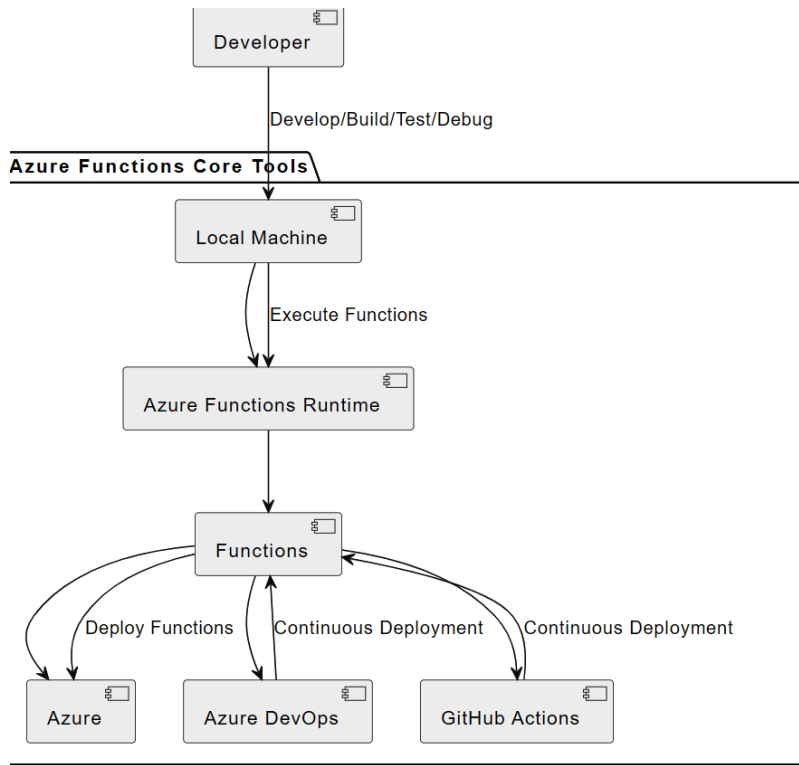 Developer
Develop/Build/Test/Debug
Azure Functions Core Tools
Local Machine
Execute Functions
Azure Functions Runtime
Functions
Deploy Functions
Continuous Deployment
Continuous Deployment
Azure
Azure DevOps
GitHub Actions